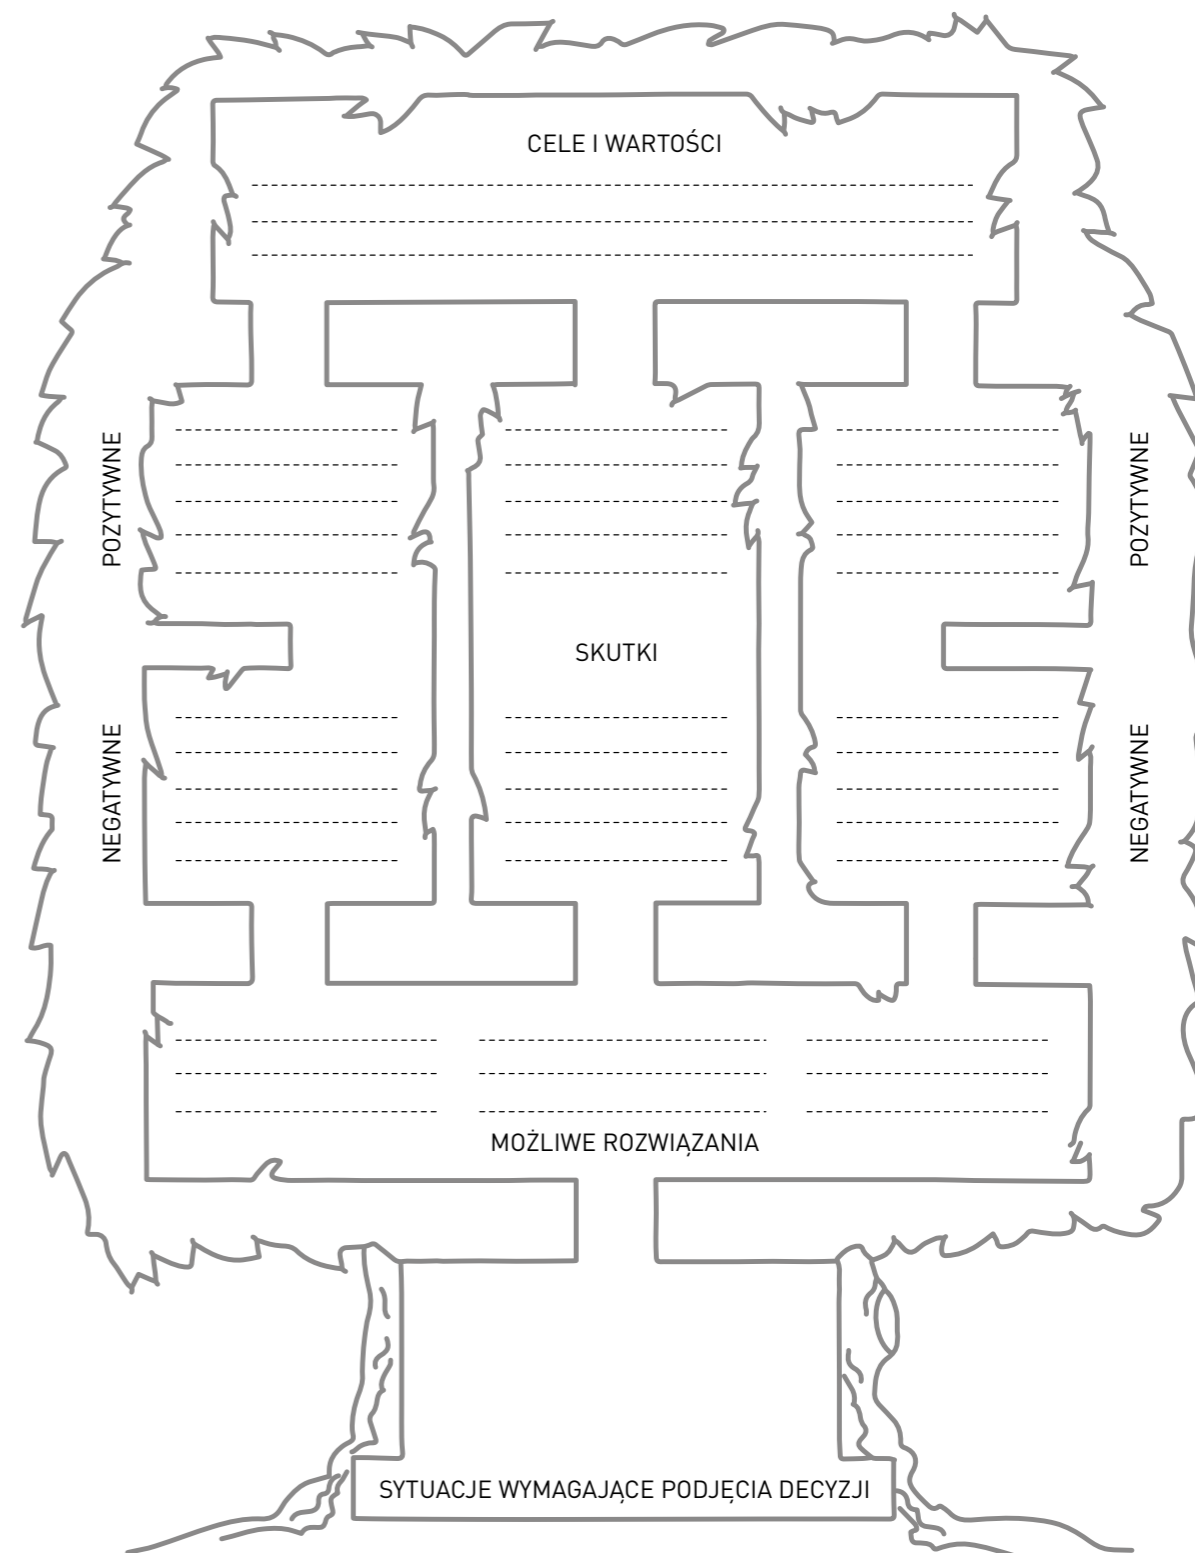 CELE I WARTOŚCI
POZYTYWNE
POZYTYWNE
SKUTKI
NEGATYWNE
NEGATYWNE
MOŻLIWE ROZWIĄZANIA
SYTUACJE WYMAGAJĄCE PODJĘCIA DECYZJI